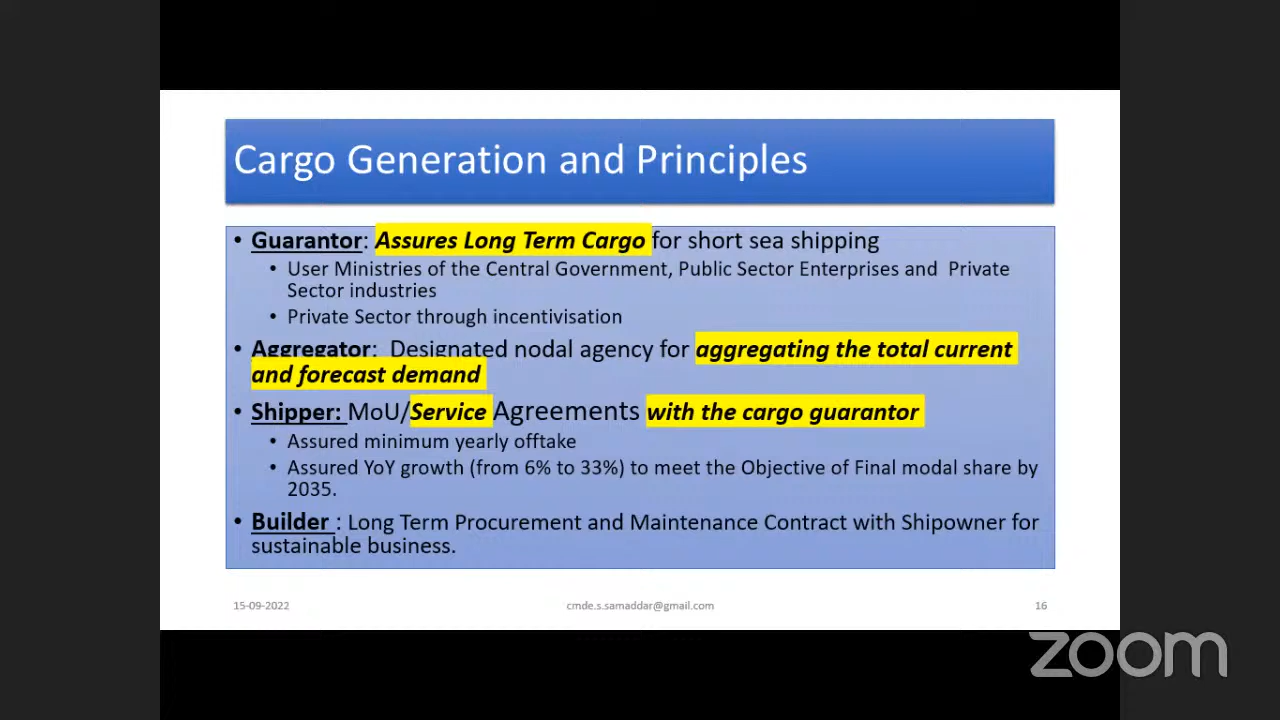 Cargo Generation and Principles
• Guarantor: Assures Long Term Cargo for short sea shipping
• User Ministries of the Central Government, Public Sector Enterprises and Private
Sector industries
• Private Sector through incentivisation
• Aggregator: Designated nodal agency for aggregating the total current
and forecast demand
• Shipper: MoU/Service Agreements with the cargo guarantor
• Assured minimum yearly offtake
• Assured YoY growth (from 6% to 33%) to meet the Objective of Final modal share by
2035.
• Builder : Long Term Procurement and Maintenance Contract with Shipowner for
sustainable business.
15-09-2022
cmde.s.samaddar@gmail.com
16
zoom